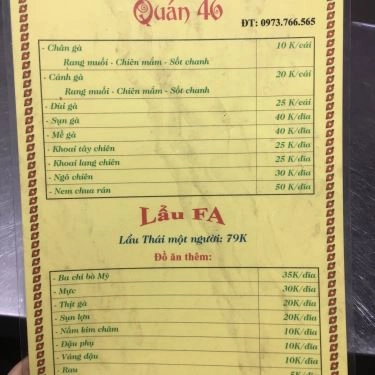 Quán 46
ĐT: 0973.766.565
- Chân gà 10 K/cái
Rang muối - Chiên mắm - Sốt chanh
- Cánh gà 20 K/cái
Rang muối - Chiên mắm - Sốt chanh
- Đùi gà 25 K/cái
- Sụn gà 40 K/đĩa
- Mề gà 40 K/đĩa
- Khoai tây chiên 25 K/đĩa
- Khoai lang chiên 25 K/đĩa
- Ngô chiên 30 K/đĩa
- Nem chua rán 50 K/đĩa
Lẩu FA
Lẩu Thái một người: 79K
Đồ ăn thêm:
- Ba chỉ bò Mỹ 35K/đĩa
- Mực 30K/đĩa
- Thịt gà 20K/đĩa
- Sụn lợn 20K/đĩa
- Nấm kim châm 10K/đĩa
- Đậu phụ 10K/đĩa
- Váng đậu 10K/đĩa
- Rau 5K/đĩa